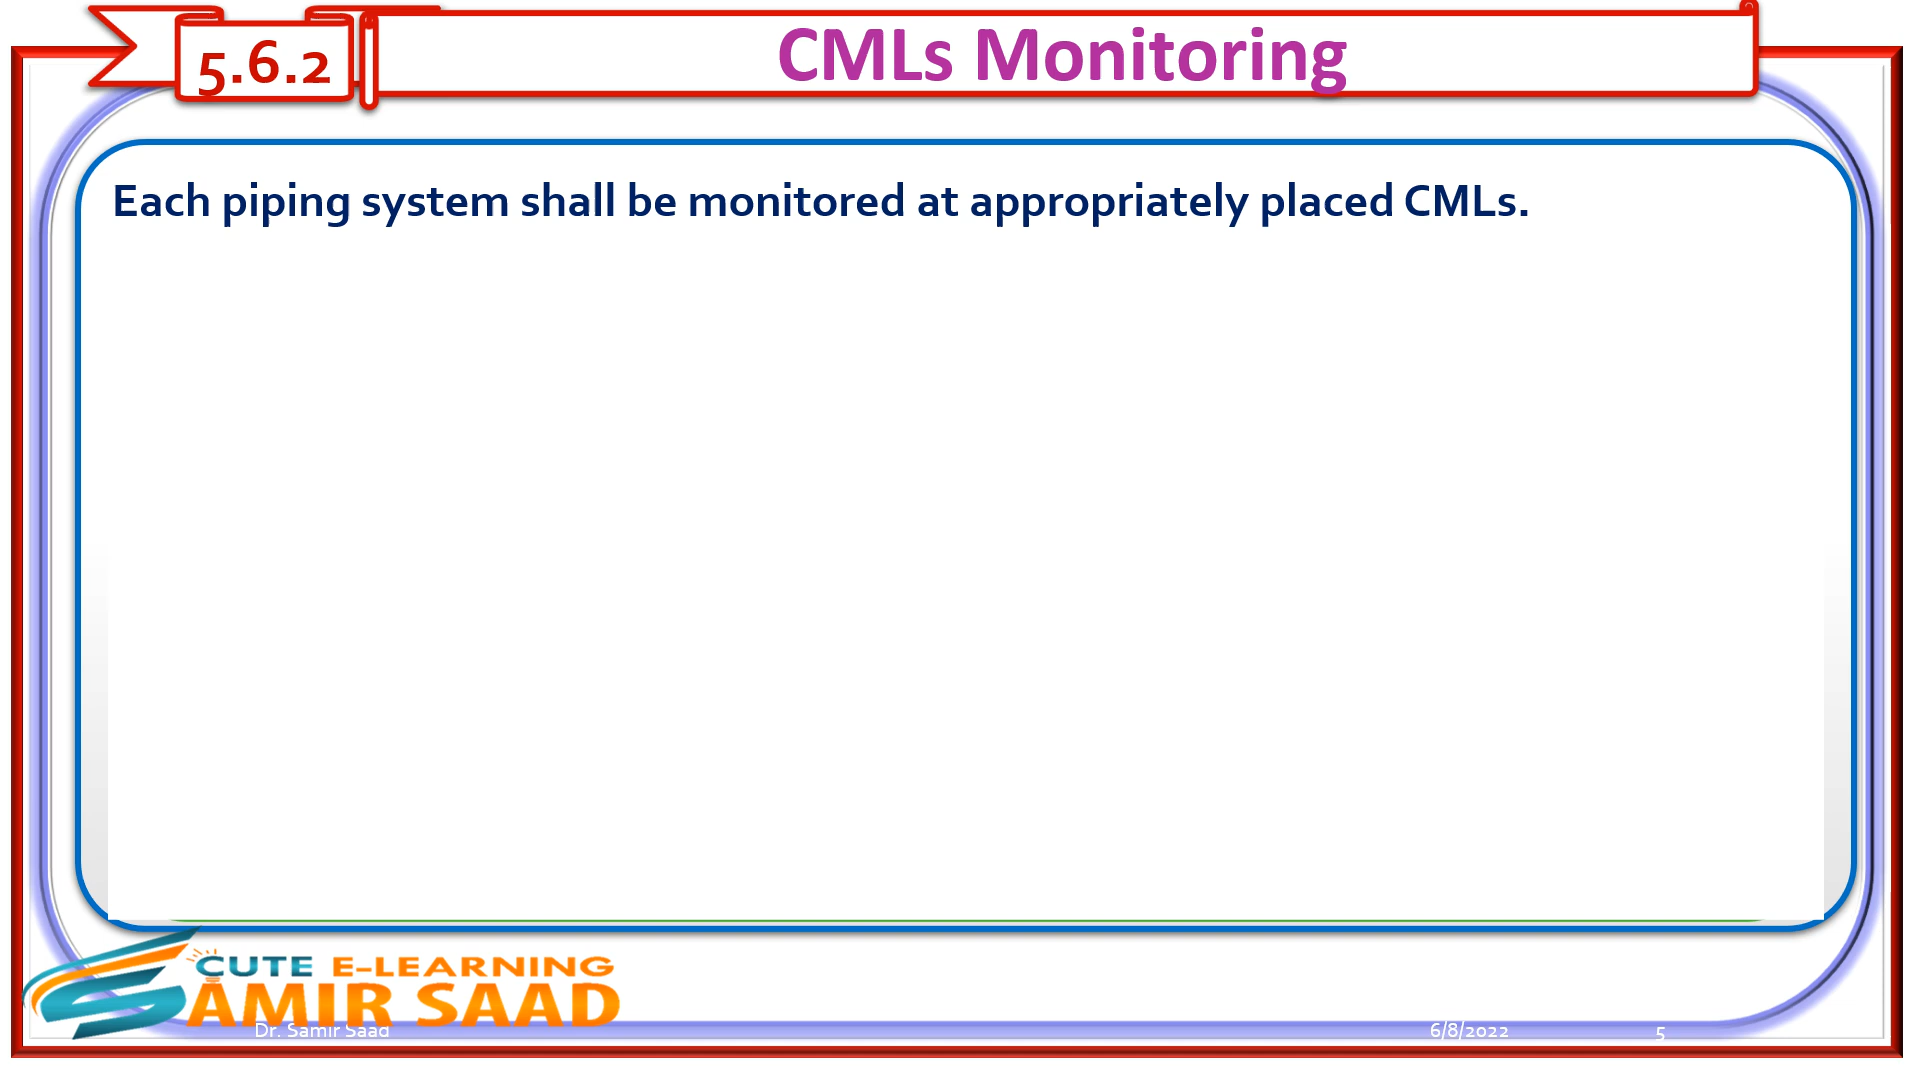 5.6.2
CMLs Monitoring
Each piping system shall be monitored at appropriately placed CMLs.
CUTE E-LEARNING
SAMIR SAAD
Dr. Samir Saad
6/8/2022
5